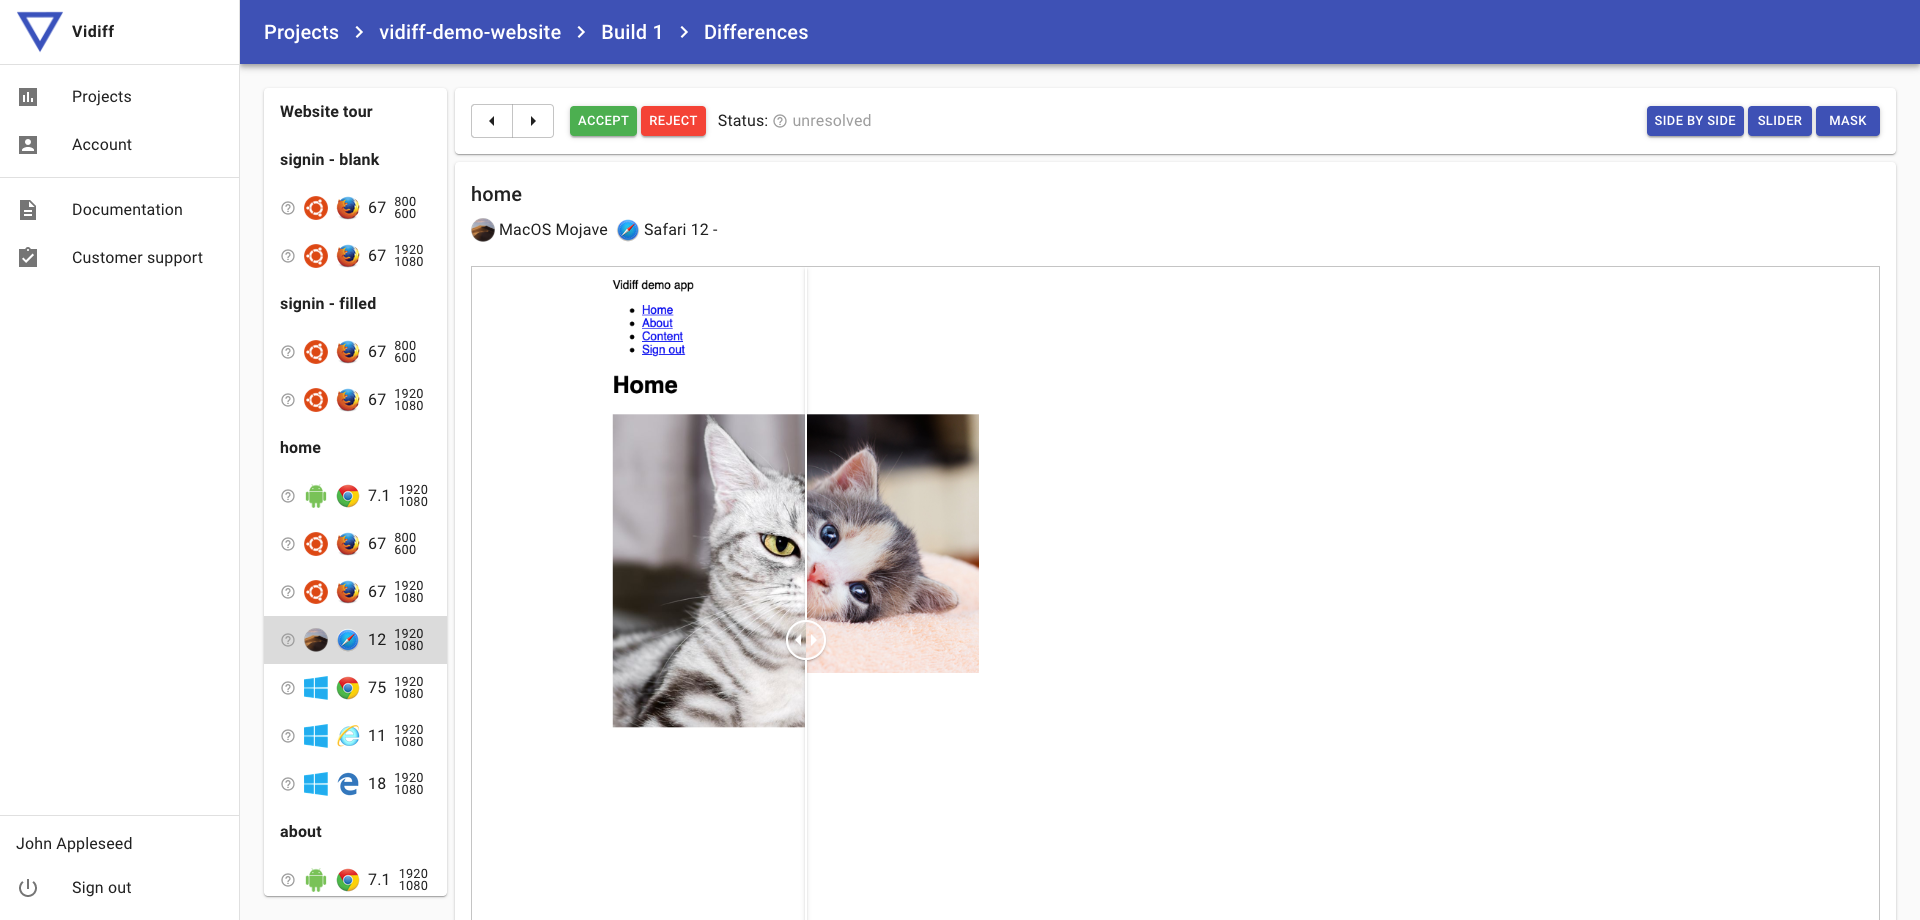 Vidiff
Projects
Account
Documentation
Customer support
John Appleseed
Sign out
Projects > vidiff-demo-website > Build 1 > Differences
Website tour
signin - blank
67 800 600
67 1920 1080
signin - filled
67 800 600
67 1920 1080
home
7.1 1920 1080
67 800 600
67 1920 1080
12 1920 1080
75 1920 1080
11 1920 1080
18 1920 1080
about
7.1 1920 1080
ACCEPT REJECT Status: unresolved
SIDE BY SIDE SLIDER MASK
home
MacOS Mojave Safari 12 -
Vidiff demo app
Home
About
Content
Sign out
Home